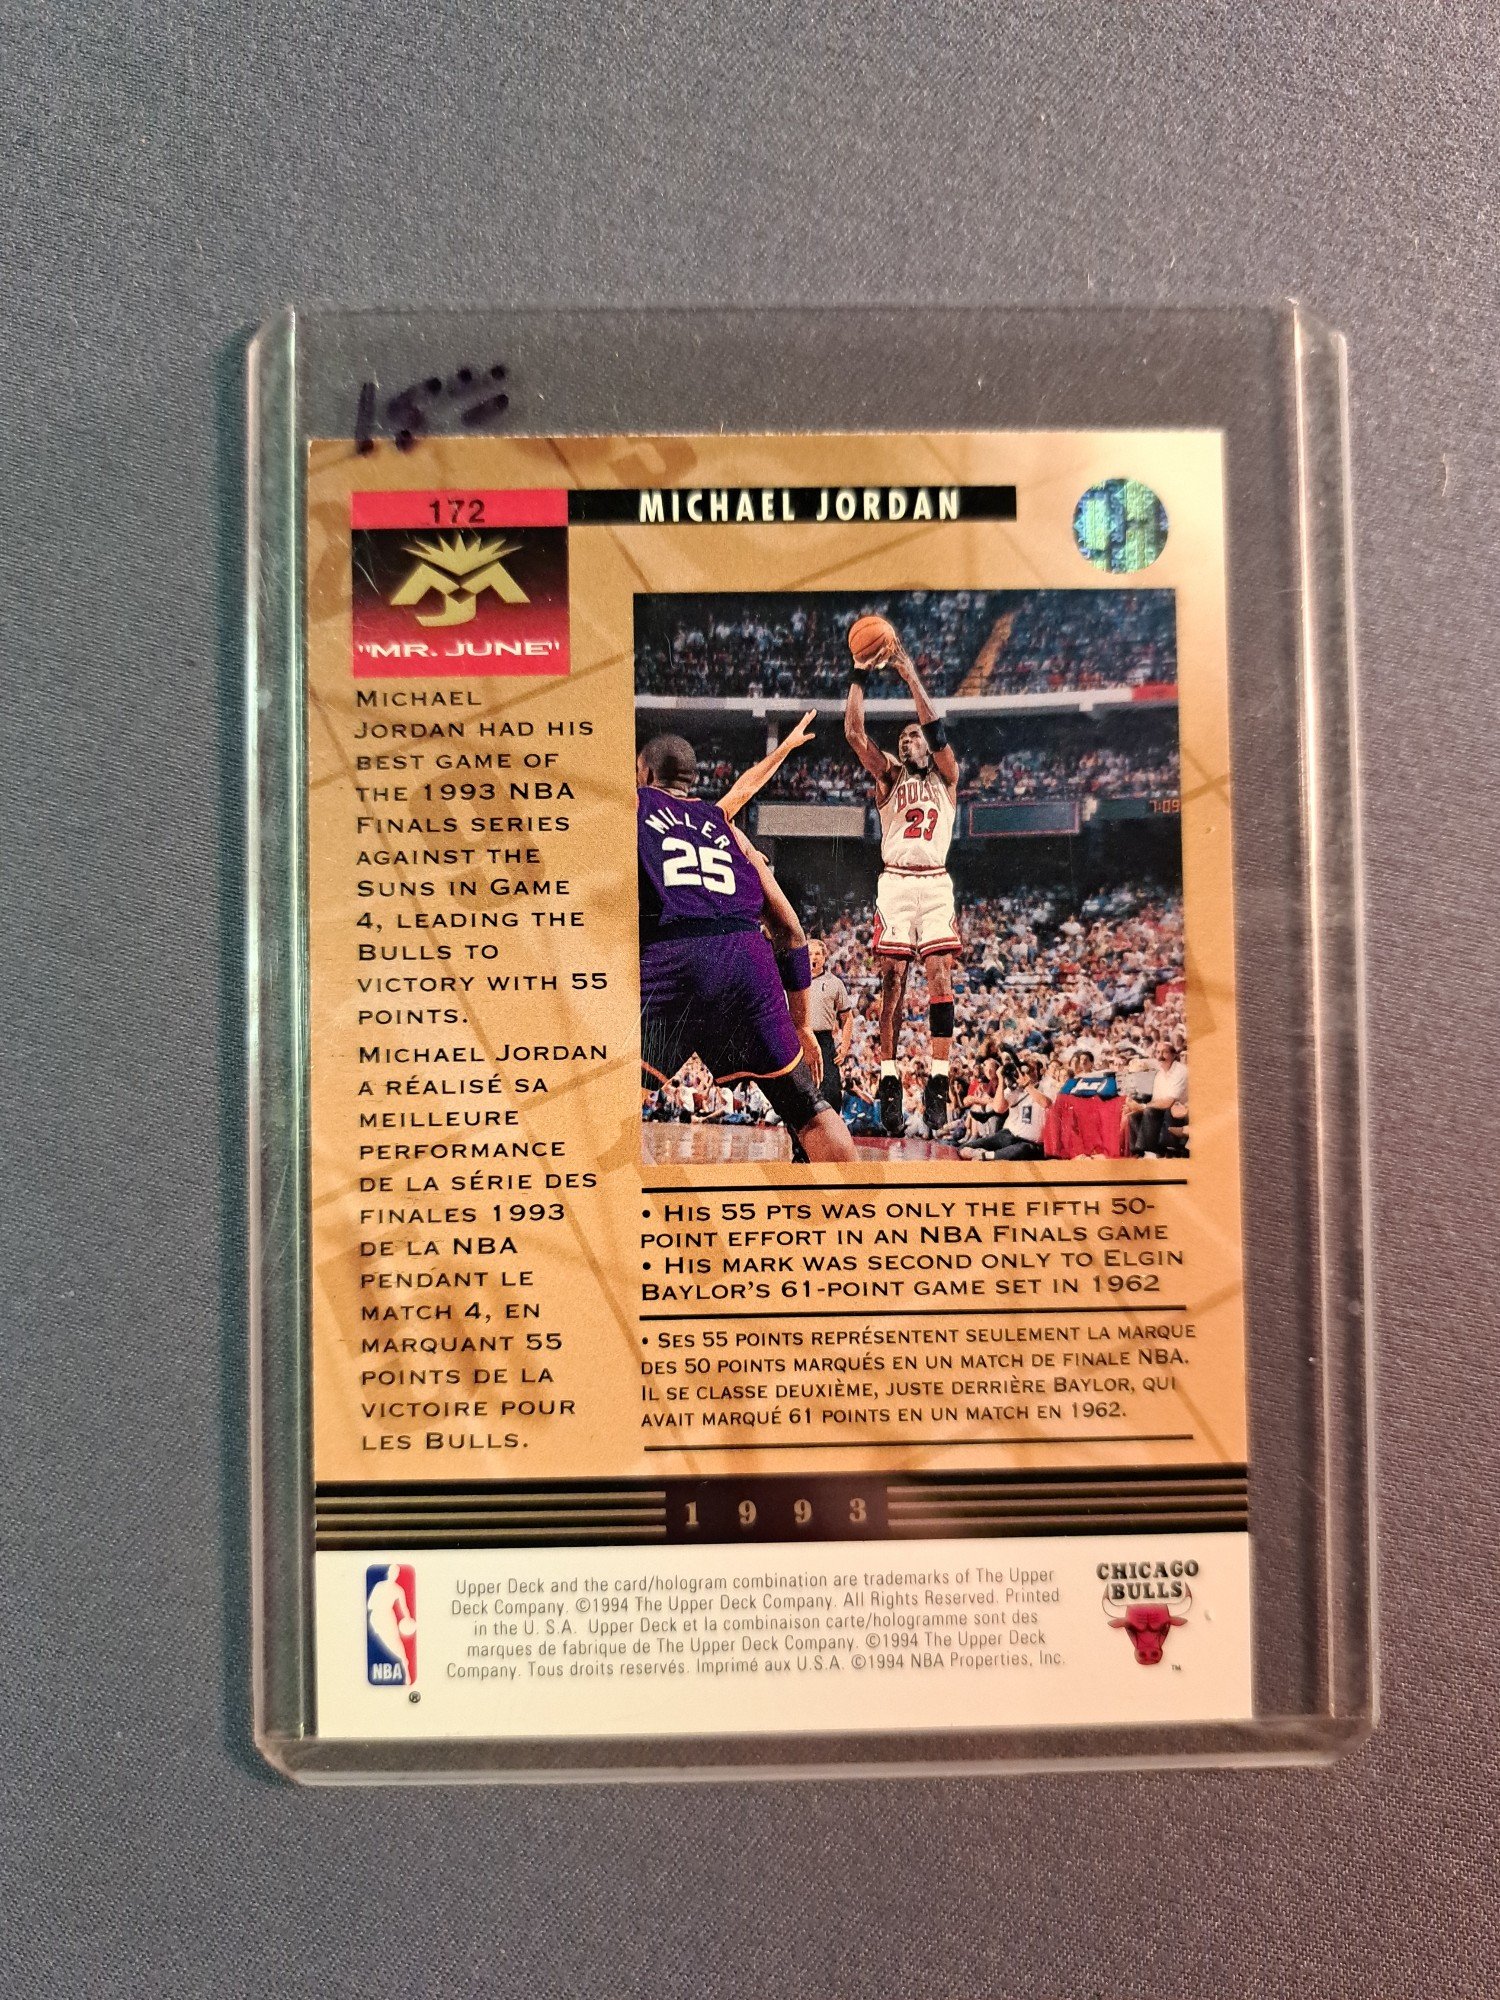 15.00
172
MICHAEL JORDAN
MJ
"MR. JUNE"
MICHAEL
JORDAN HAD HIS
BEST GAME OF
THE 1993 NBA
FINALS SERIES
AGAINST THE
SUNS IN GAME
4, LEADING THE
BULLS TO
VICTORY WITH 55
POINTS.
MICHAEL JORDAN
A RÉALISÉ SA
MEILLEURE
PERFORMANCE
DE LA SÉRIE DES
FINALES 1993
DE LA NBA
PENDANT LE
MATCH 4, EN
MARQUANT 55
POINTS DE LA
VICTOIRE POUR
LES BULLS.
MILLER
25
BULLS
23
7:09
• HIS 55 PTS WAS ONLY THE FIFTH 50-
POINT EFFORT IN AN NBA FINALS GAME
• HIS MARK WAS SECOND ONLY TO ELGIN
BAYLOR'S 61-POINT GAME SET IN 1962
• SES 55 POINTS REPRÉSENTENT SEULEMENT LA MARQUE
DES 50 POINTS MARQUÉS EN UN MATCH DE FINALE NBA.
IL SE CLASSE DEUXIÈME, JUSTE DERRIÈRE BAYLOR, QUI
AVAIT MARQUÉ 61 POINTS EN UN MATCH EN 1962.
1993
NBA
®
Upper Deck and the card/hologram combination are trademarks of The Upper
Deck Company. ©1994 The Upper Deck Company. All Rights Reserved. Printed
in the U. S.A. Upper Deck et la combinaison carte/hologramme sont des
marques de fabrique de The Upper Deck Company. ©1994 The Upper Deck
Company. Tous droits reservés. Imprimé aux U.S.A. ©1994 NBA Properties, Inc.
CHICAGO
BULLS
™